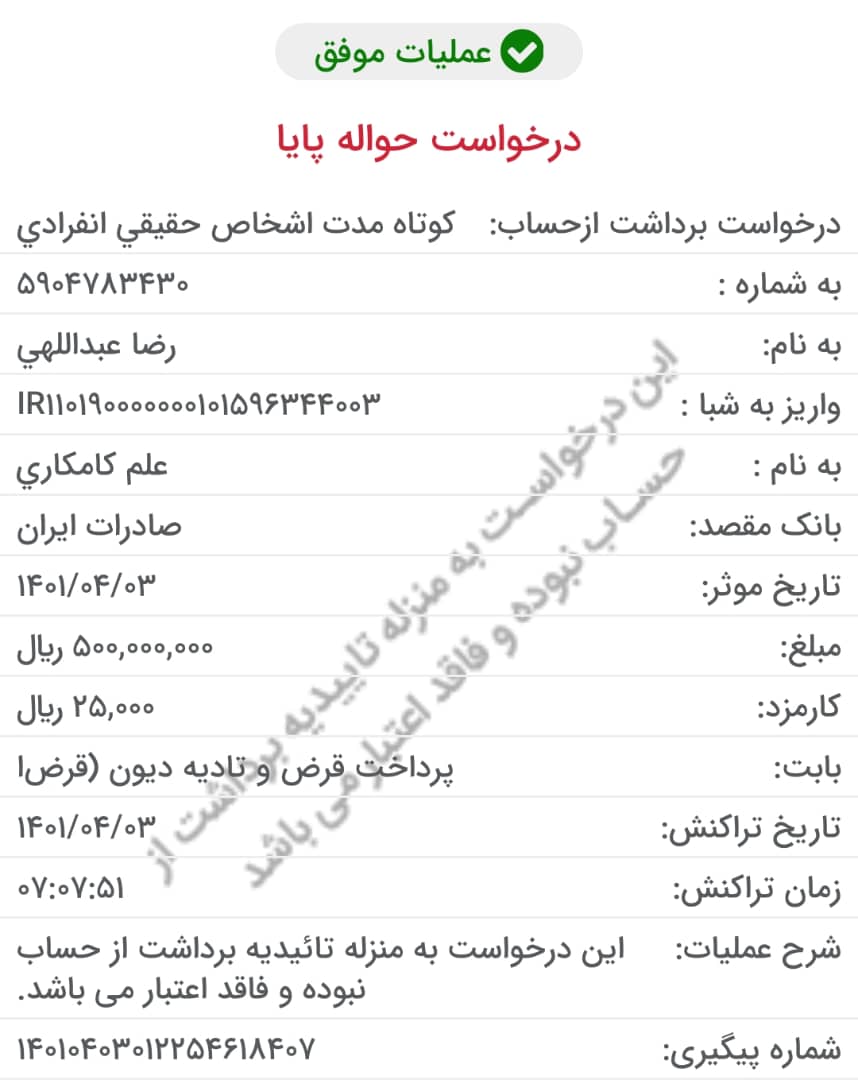 عملیات موفق
درخواست حواله پایا
درخواست برداشت ازحساب: کوتاه مدت اشخاص حقيقي انفرادي
به شماره : ۵۹۰۴۷۸۳۴۳۰
به نام: رضا عبداللهي
واریز به شبا : IR۱۱۰۱۹۰۰۰۰۰۰۰۰۱۰۱۵۹۶۳۴۴۰۰۳
به نام : علم کامکاري
بانک مقصد: صادرات ایران
تاریخ موثر: ۱۴۰۱/۰۴/۰۳
مبلغ: ۵۰۰,۰۰۰,۰۰۰ ریال
کارمزد: ۲۵,۰۰۰ ریال
بابت: پرداخت قرض و تادیه دیون (قرض‌ا
تاریخ تراکنش: ۱۴۰۱/۰۴/۰۳
زمان تراکنش: ۰۷:۰۷:۵۱
شرح عملیات: این درخواست به منزله تائیدیه برداشت از حساب
نبوده و فاقد اعتبار می باشد.
شماره پیگیری: ۱۴۰۱۰۴۰۳۰۱۲۲۵۴۶۱۸۴۰۷
این درخواست به منزله تاییدیه برداشت از
حساب نبوده و فاقد اعتبار می باشد